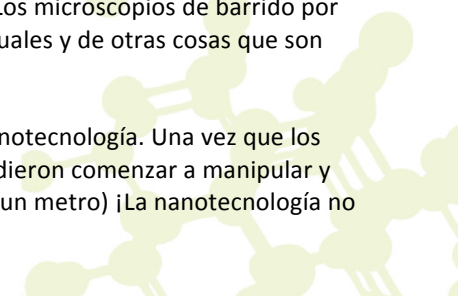 Los microscopios de barrido por
uales y de otras cosas que son
notecnología. Una vez que los
dieron comenzar a manipular y
un metro) ¡La nanotecnología no